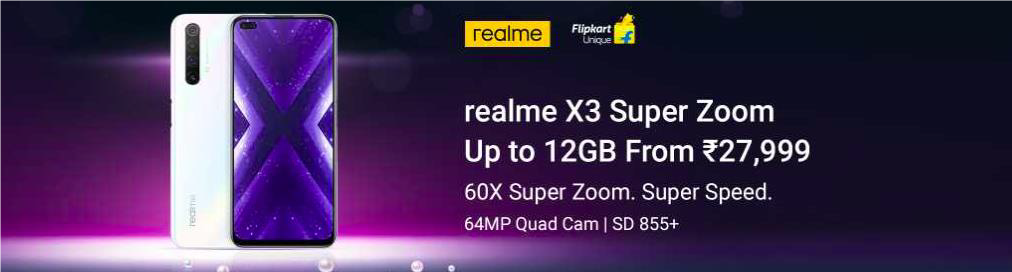 realme
Flipkart
Unique
realme X3 Super Zoom
Up to 12GB From ₹27,999
60X Super Zoom. Super Speed.
64MP Quad Cam | SD 855+
realme